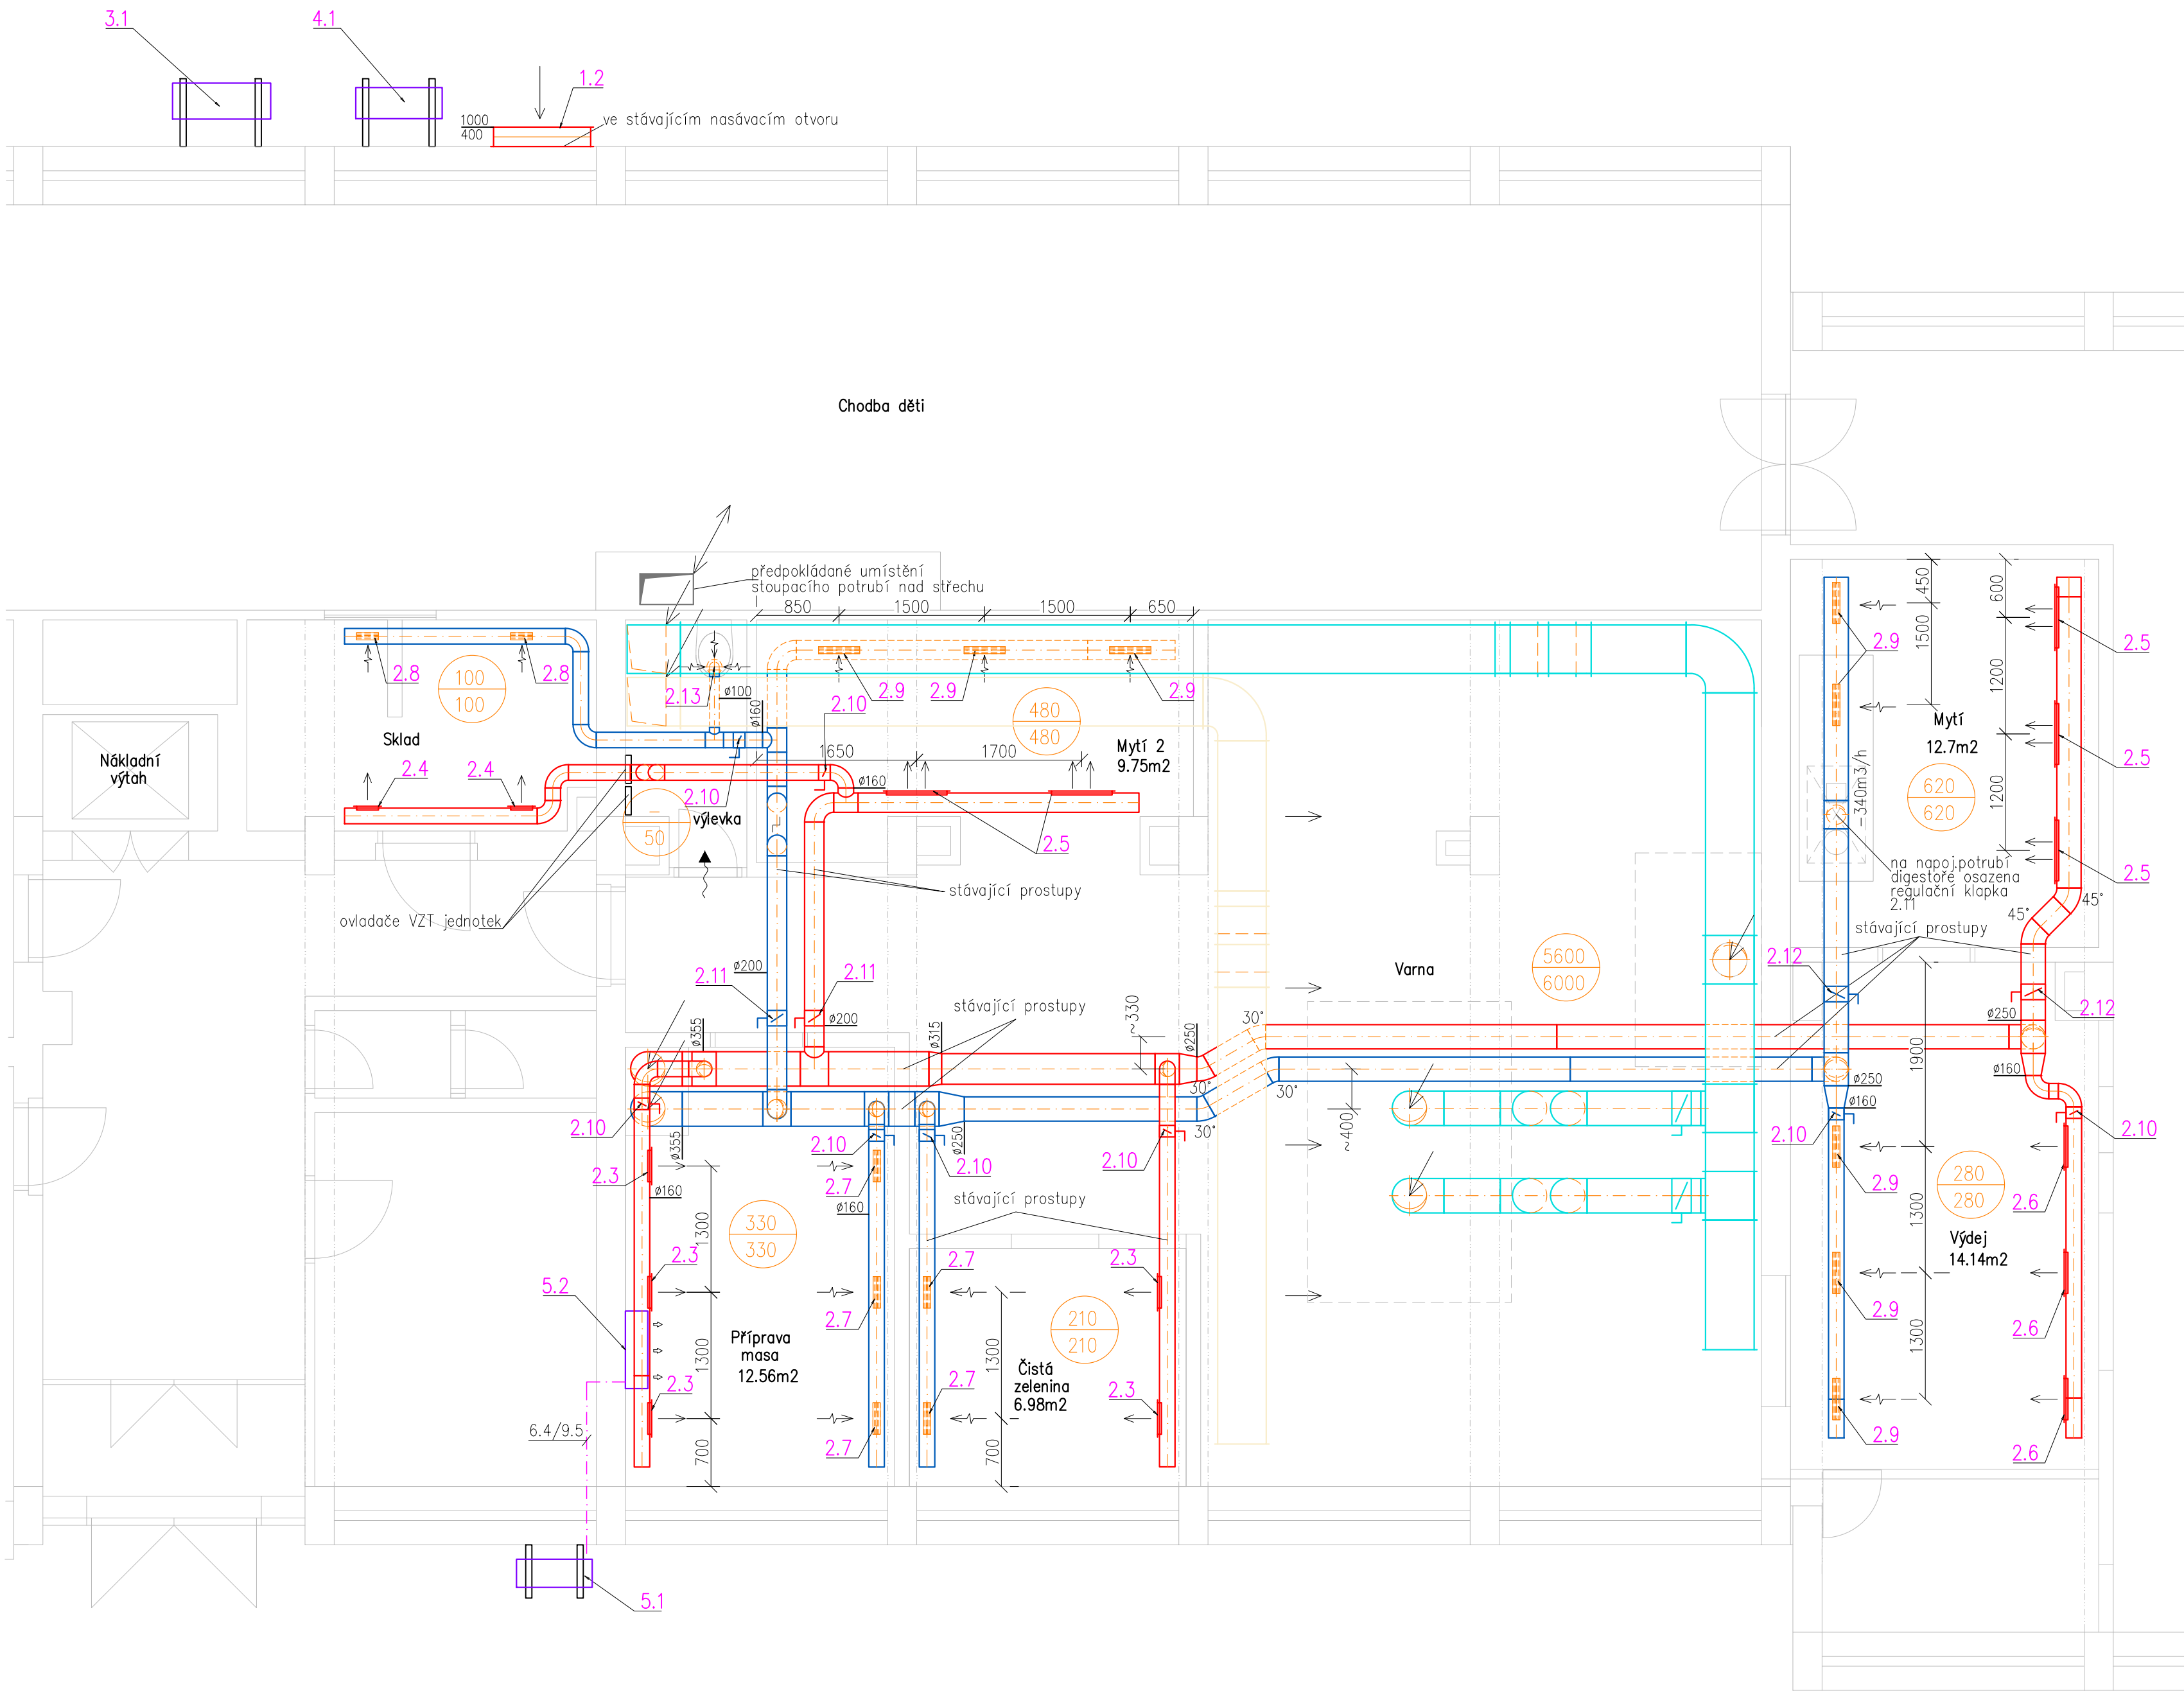 3.1
4.1
1.2
1000
400
ve stávajícím nasávacím otvoru
Chodba děti
předpokládané umístění
stoupacího potrubí nad střechu
850
1500
1500
650
450
600
1500
1200
1200
2.8
2.8
100
100
2.13
ø100
ø160
2.9
2.9
2.9
2.10
480
480
2.9
2.5
Mytí
12.7m2
Sklad
Nákladní
výtah
2.4
2.4
1650
1700
Mytí 2
9.75m2
ø160
2.10
výlevka
–
50
2.5
-340m3/h
620
620
2.5
na napoj.potrubí
digestoře osazena
regulační klapka
2.11
2.5
45°
45°
stávající prostupy
ovladače VZT jednotek
stávající prostupy
Varna
5600
6000
2.12
2.12
ø200
2.11
2.11
ø200
stávající prostupy
ø355
ø315
~330
ø250
30°
30°
30°
30°
ø250
1900
ø160
ø250
ø160
2.10
2.10
2.10
2.10
2.10
2.10
ø355
ø250
~400
2.3
ø160
2.7
ø160
stávající prostupy
330
330
1300
2.9
1300
280
280
2.6
Výdej
14.14m2
5.2
2.3
2.7
2.7
2.3
210
210
2.9
2.6
Příprava
masa
12.56m2
1300
1300
1300
Čistá
zelenina
6.98m2
2.3
2.7
2.7
2.3
2.9
2.6
6.4/9.5
700
700
5.1